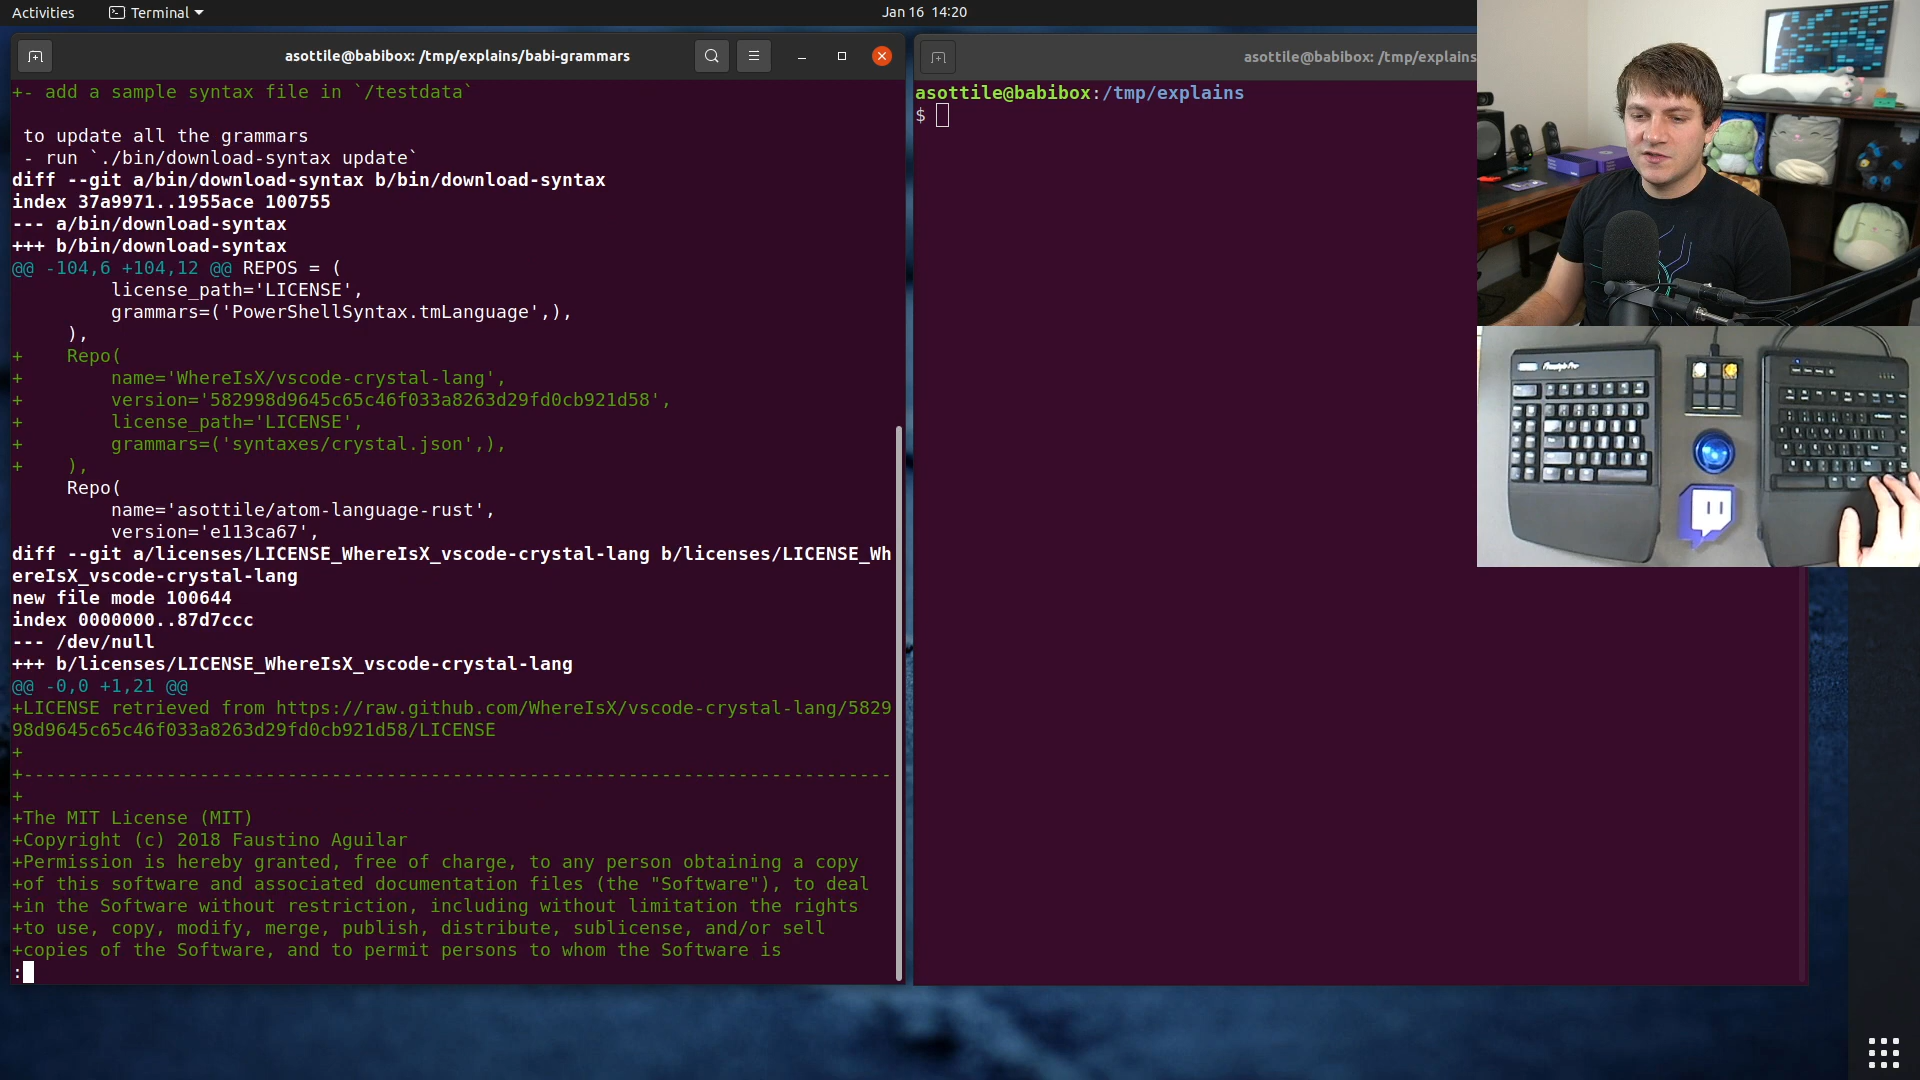 Activities
Terminal
Jan 16 14:20
asottile@babibox: /tmp/explains/babi-grammars
+- add a sample syntax file in `/testdata`
 to update all the grammars
 - run `./bin/download-syntax update`
diff --git a/bin/download-syntax b/bin/download-syntax
index 37a9971..1955ace 100755
--- a/bin/download-syntax
+++ b/bin/download-syntax
@@ -104,6 +104,12 @@ REPOS = (
         license_path='LICENSE',
         grammars=('PowerShellSyntax.tmLanguage',),
     ),
+    Repo(
+        name='WhereIsX/vscode-crystal-lang',
+        version='582998d9645c65c46f033a8263d29fd0cb921d58',
+        license_path='LICENSE',
+        grammars=('syntaxes/crystal.json',),
+    ),
     Repo(
         name='asottile/atom-language-rust',
         version='e113ca67',
diff --git a/licenses/LICENSE_WhereIsX_vscode-crystal-lang b/licenses/LICENSE_Wh
ereIsX_vscode-crystal-lang
new file mode 100644
index 0000000..87d7ccc
--- /dev/null
+++ b/licenses/LICENSE_WhereIsX_vscode-crystal-lang
@@ -0,0 +1,21 @@
+LICENSE retrieved from https://raw.github.com/WhereIsX/vscode-crystal-lang/5829
98d9645c65c46f033a8263d29fd0cb921d58/LICENSE
+
+-------------------------------------------------------------------------------
+
+The MIT License (MIT)
+Copyright (c) 2018 Faustino Aguilar
+Permission is hereby granted, free of charge, to any person obtaining a copy
+of this software and associated documentation files (the "Software"), to deal
+in the Software without restriction, including without limitation the rights
+to use, copy, modify, merge, publish, distribute, sublicense, and/or sell
+copies of the Software, and to permit persons to whom the Software is
:
asottile@babibox: /tmp/explains
asottile@babibox:/tmp/explains
$
Freestyle Pro